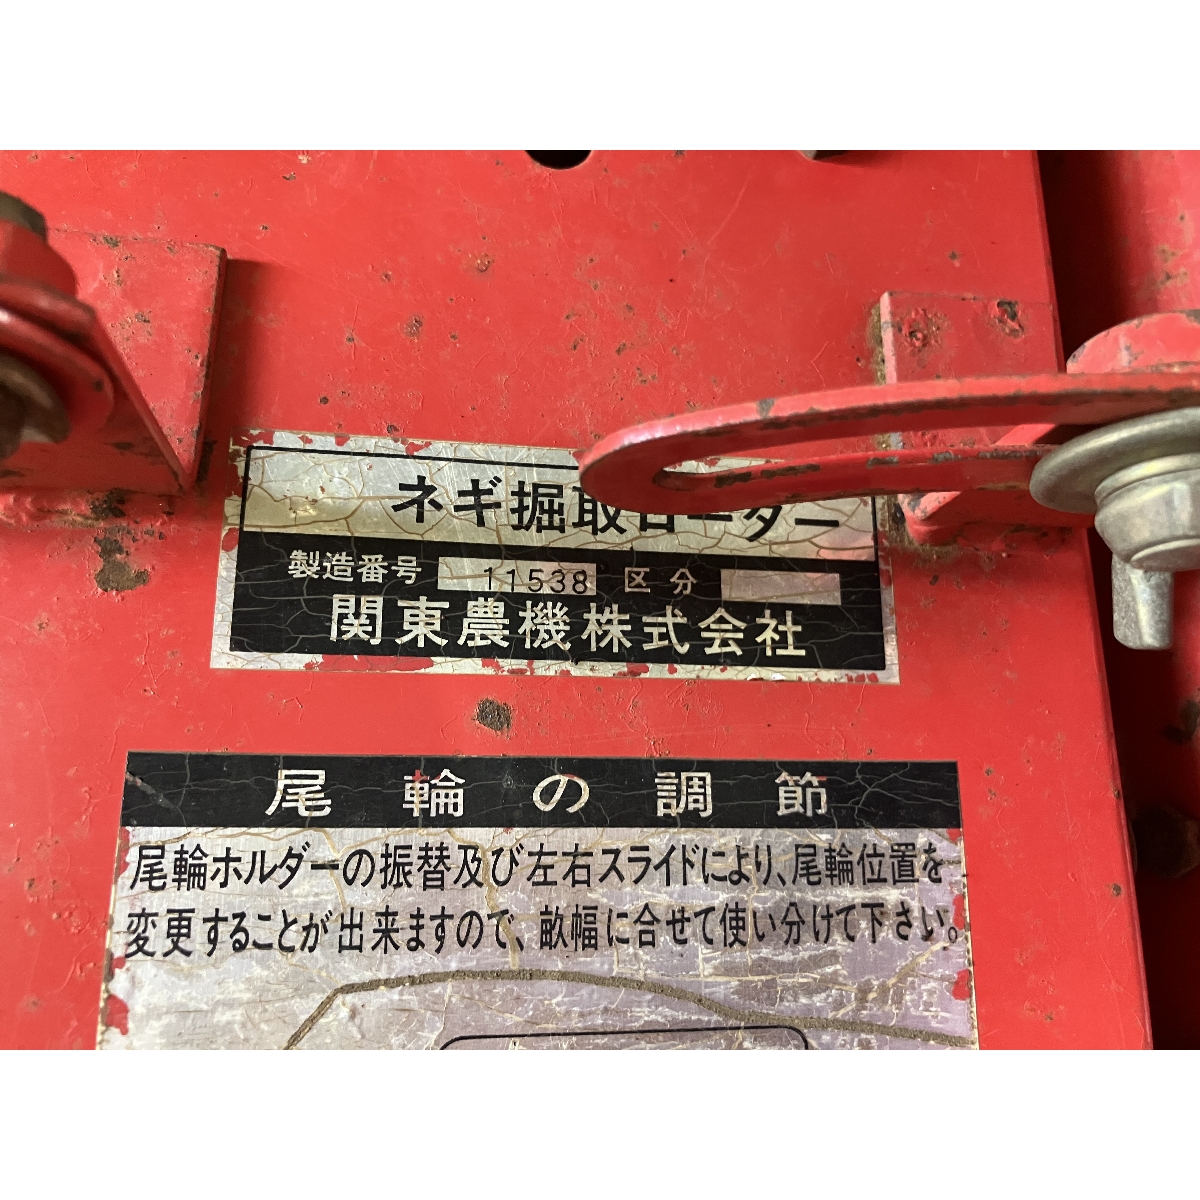 ネギ掘取ローター
製造番号 11538 区分
関東農機株式会社
尾輪の調節
尾輪ホルダーの振替及び左右スライドにより、尾輪位置を
変更することが出来ますので、畝幅に合せて使い分けて下さい。